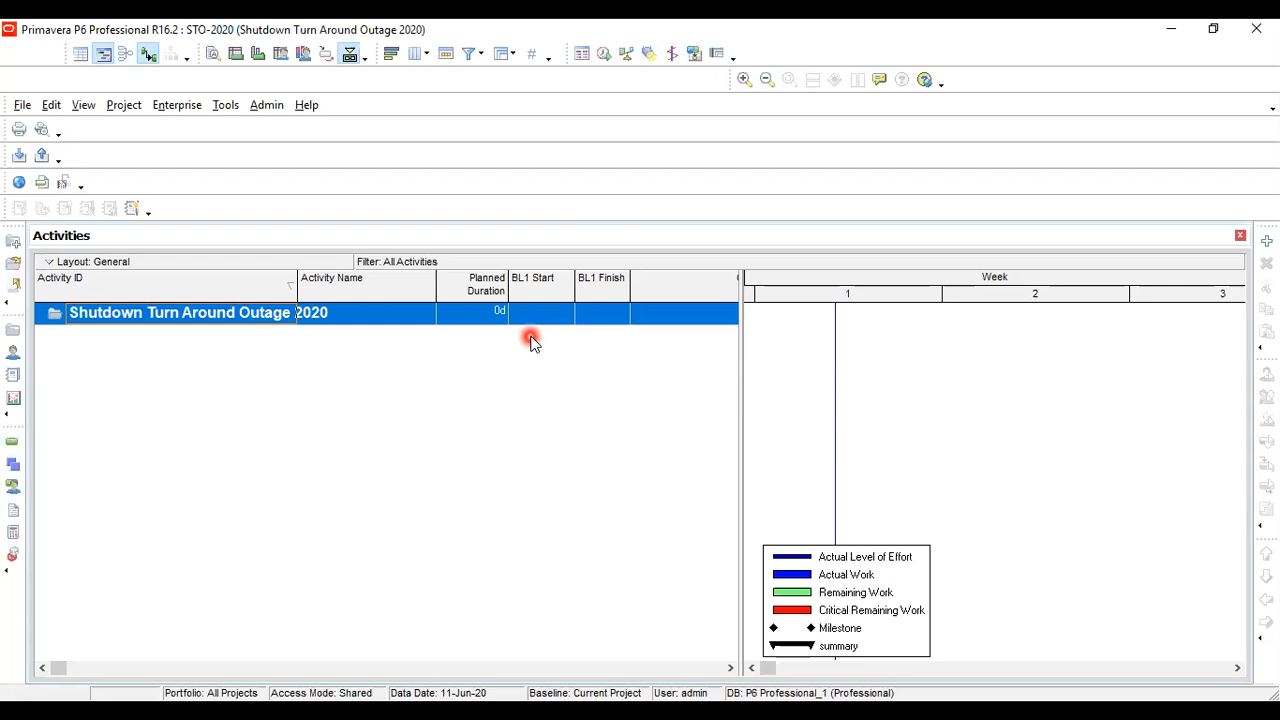 Primavera P6 Professional R16.2 : STO-2020 (Shutdown Turn Around Outage 2020)
File Edit View Project Enterprise Tools Admin Help
Activities
Layout: General Filter: All Activities
Activity ID Activity Name Planned Duration BL1 Start BL1 Finish Week
1 2 3
Shutdown Turn Around Outage 2020 0d
Actual Level of Effort
Actual Work
Remaining Work
Critical Remaining Work
Milestone
summary
Portfolio: All Projects Access Mode: Shared Data Date: 11-Jun-20 Baseline: Current Project User: admin DB: P6 Professional_1 (Professional)